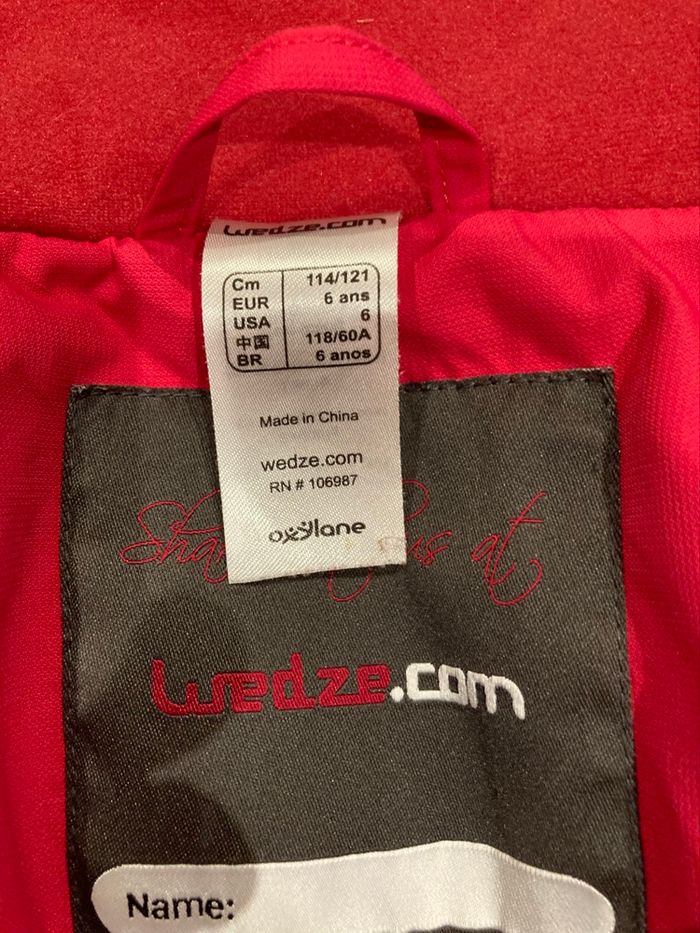 wedze.com
Cm 114/121
EUR 6 ans
USA 6
中国 118/60A
BR 6 anos
Made in China
wedze.com
RN # 106987
oxylane
at
wedze.com
Name: